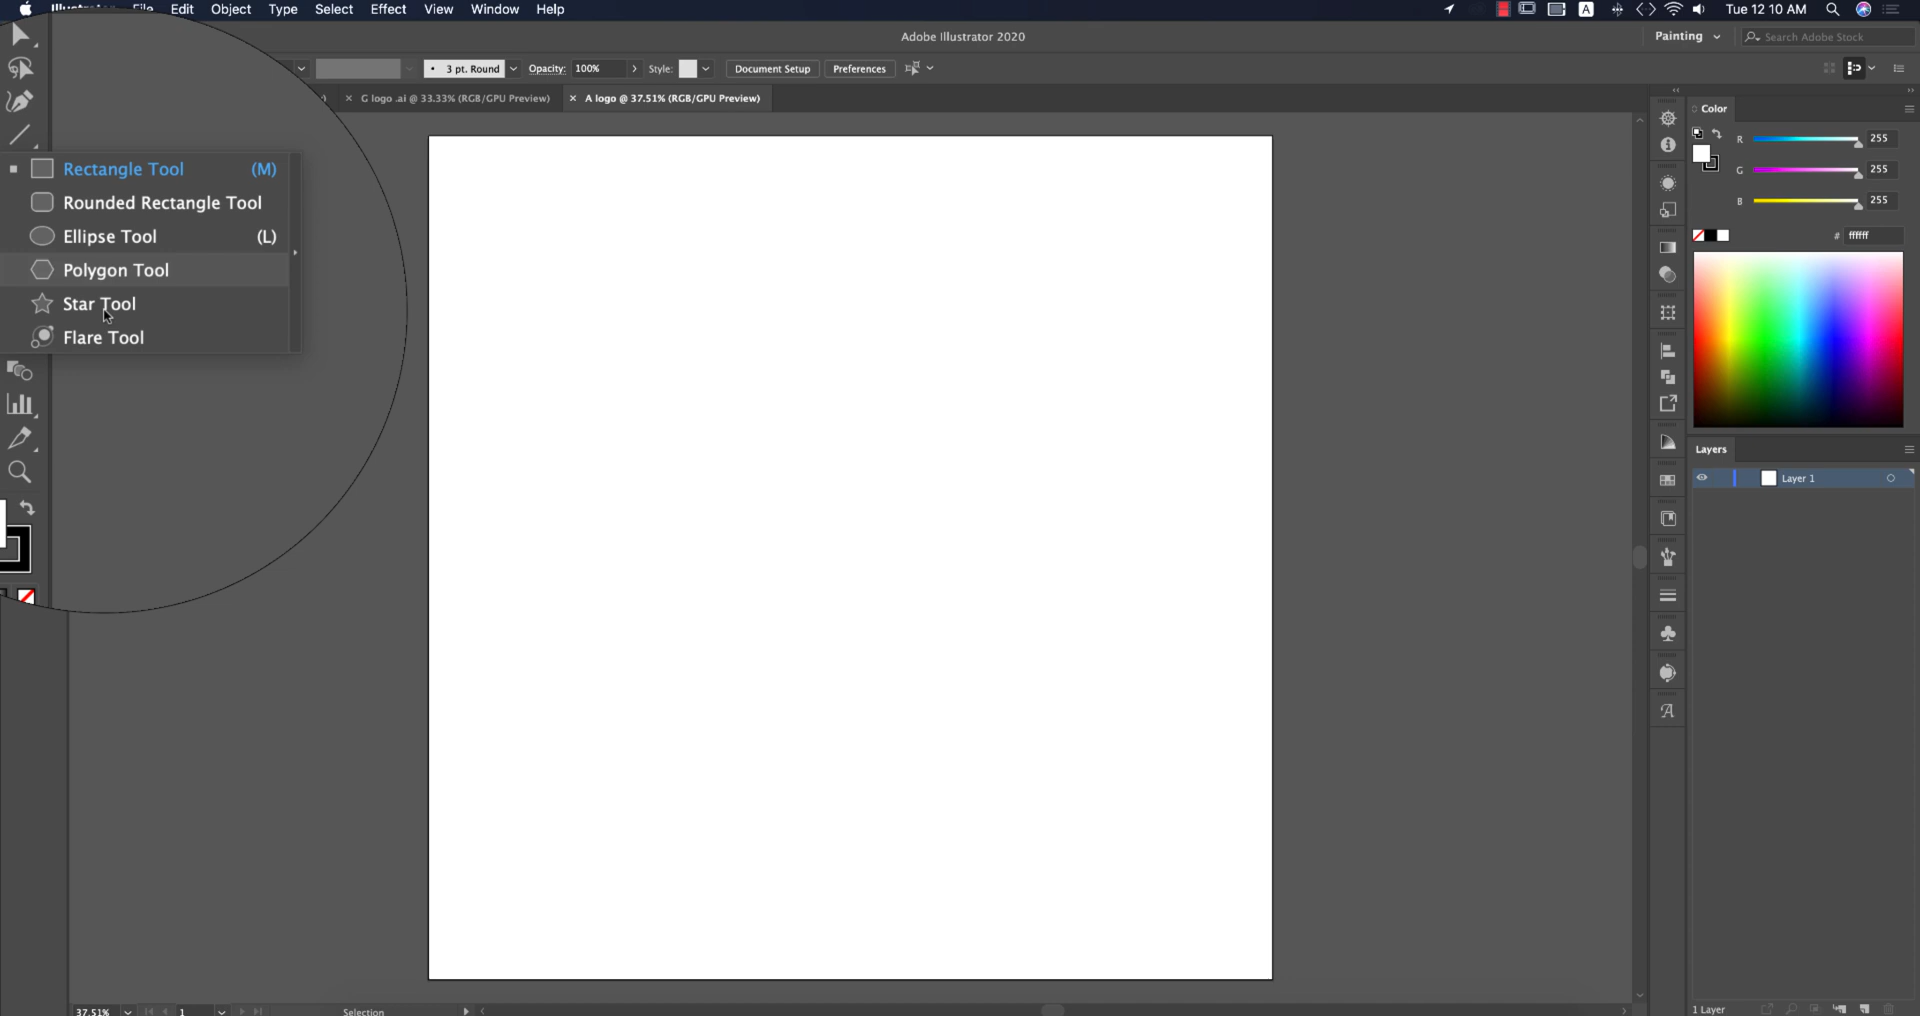 File Edit Object Type Select Effect View Window Help
A
Tue 12 10 AM
Adobe Illustrator 2020
Painting
Search Adobe Stock
3 pt. Round
Opacity: 100%
Style:
Document Setup
Preferences
G logo .ai @ 33.33% (RGB/GPU Preview)
A logo @ 37.51% (RGB/GPU Preview)
Rectangle Tool (M)
Rounded Rectangle Tool
Ellipse Tool (L)
Polygon Tool
Star Tool
Flare Tool
Color
R 255
G 255
B 255
# ffffff
Layers
Layer 1
37.51%
1
Selection
1 Layer